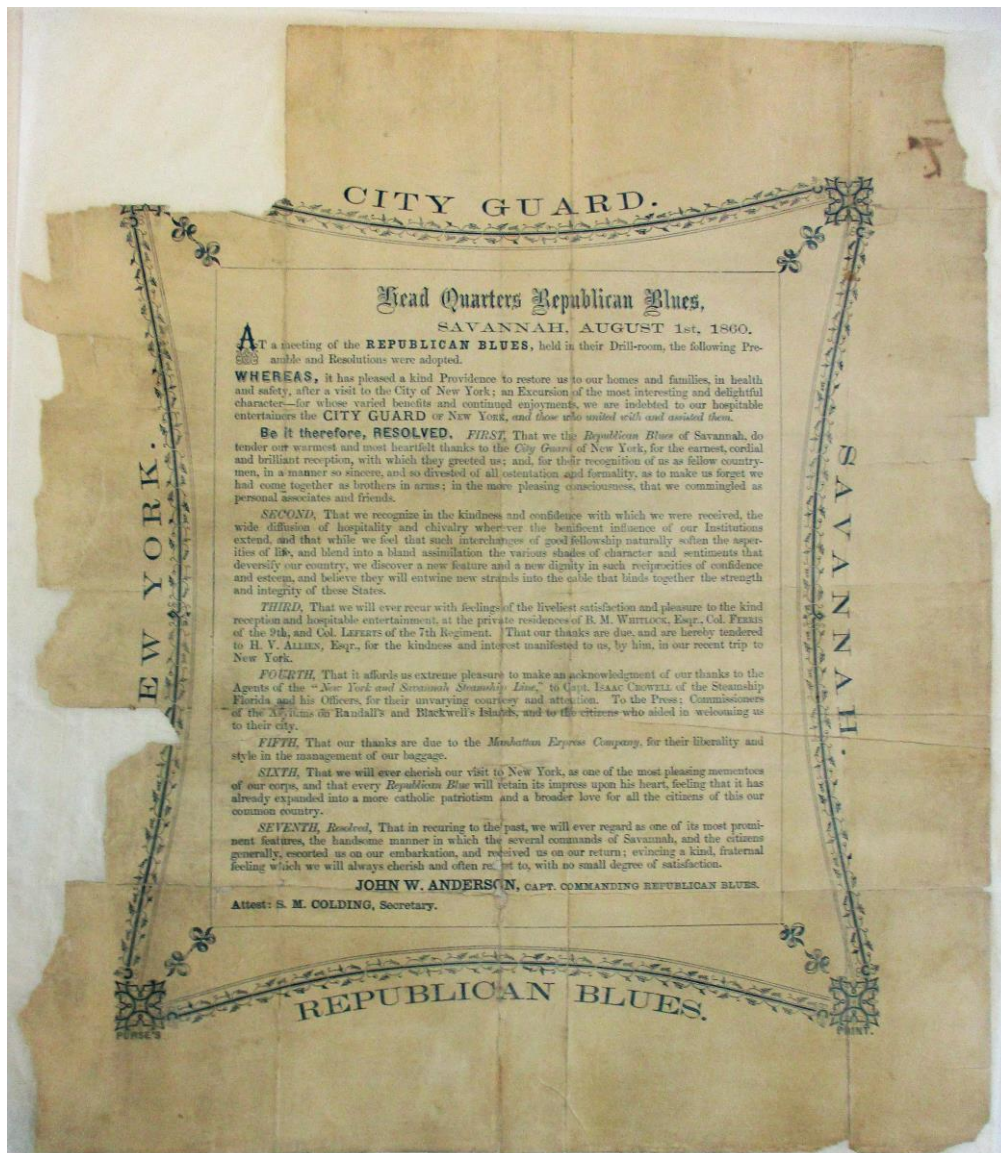 CITY GUARD.
EW YORK.
SAVANNAH.
Head Quarters Republican Blues,
SAVANNAH, AUGUST 1st, 1860.
AT a meeting of the REPUBLICAN BLUES, held in their Drill-room, the following Pre-
amble and Resolutions were adopted.
WHEREAS, it has pleased a kind Providence to restore us to our homes and families, in health
and safety, after a visit to the City of New York; an Excursion of the most interesting and delightful
character—for whose varied benefits and continued enjoyments, we are indebted to our hospitable
entertainers the CITY GUARD OF NEW YORK, and those who united with and assisted them.
Be it therefore, RESOLVED. FIRST, That we the Republican Blues of Savannah, do
tender our warmest and most heartfelt thanks to the City Guard of New York, for the earnest, cordial
and brilliant reception, with which they greeted us; and, for their recognition of us as fellow country-
men, in a manner so sincere, and so divested of all ostentation and formality, as to make us forget we
had come together as brothers in arms; in the more pleasing consciousness, that we commingled as
personal associates and friends.
SECOND, That we recognize in the kindness and confidence with which we were received, the
wide diffusion of hospitality and chivalry wherever the benificent influence of our Institutions
extend, and that while we feel that such interchanges of good fellowship naturally soften the asper-
ities of life, and blend into a bland assimilation the various shades of character and sentiments that
deversify our country, we discover a new feature and a new dignity in such reciprocities of confidence
and esteem, and believe they will entwine new strands into the cable that binds together the strength
and integrity of these States.
THIRD, That we will ever recur with feelings of the liveliest satisfaction and pleasure to the kind
reception and hospitable entertainment, at the private residences of B. M. WHITLOCK, Esqr., Col. FERRIS
of the 9th, and Col. LEFERTS of the 7th Regiment. That our thanks are due, and are hereby tendered
to H. V. ALLIEN, Esqr., for the kindness and interest manifested to us, by him, in our recent trip to
New York.
FOURTH, That it affords us extreme pleasure to make an acknowledgment of our thanks to the
Agents of the "New York and Savannah Steamship Line," to Capt. ISAAC CROWELL of the Steamship
Florida and his Officers, for their unvarying courtesy and attention. To the Press; Commissioners
of the Asylums on Randall's and Blackwell's Islands, and to the citizens who aided in welcoming us
to their city.
FIFTH, That our thanks are due to the Manhattan Express Company, for their liberality and
style in the management of our baggage.
SIXTH, That we will ever cherish our visit to New York, as one of the most pleasing mementoes
of our corps, and that every Republican Blue will retain its impress upon his heart, feeling that it has
already expanded into a more catholic patriotism and a broader love for all the citizens of this our
common country.
SEVENTH, Resolved, That in recuring to the past, we will ever regard as one of its most promi-
nent features, the handsome manner in which the several commands of Savannah, and the citizens
generally, escorted us on our embarkation, and received us on our return; evincing a kind, fraternal
feeling which we will always cherish and often to, with no small degree of satisfaction.
JOHN W. ANDERSON, CAPT. COMMANDING REPUBLICAN BLUES.
Attest: S. M. COLDING, Secretary.
REPUBLICAN BLUES.
PURSE'S
PRINT.